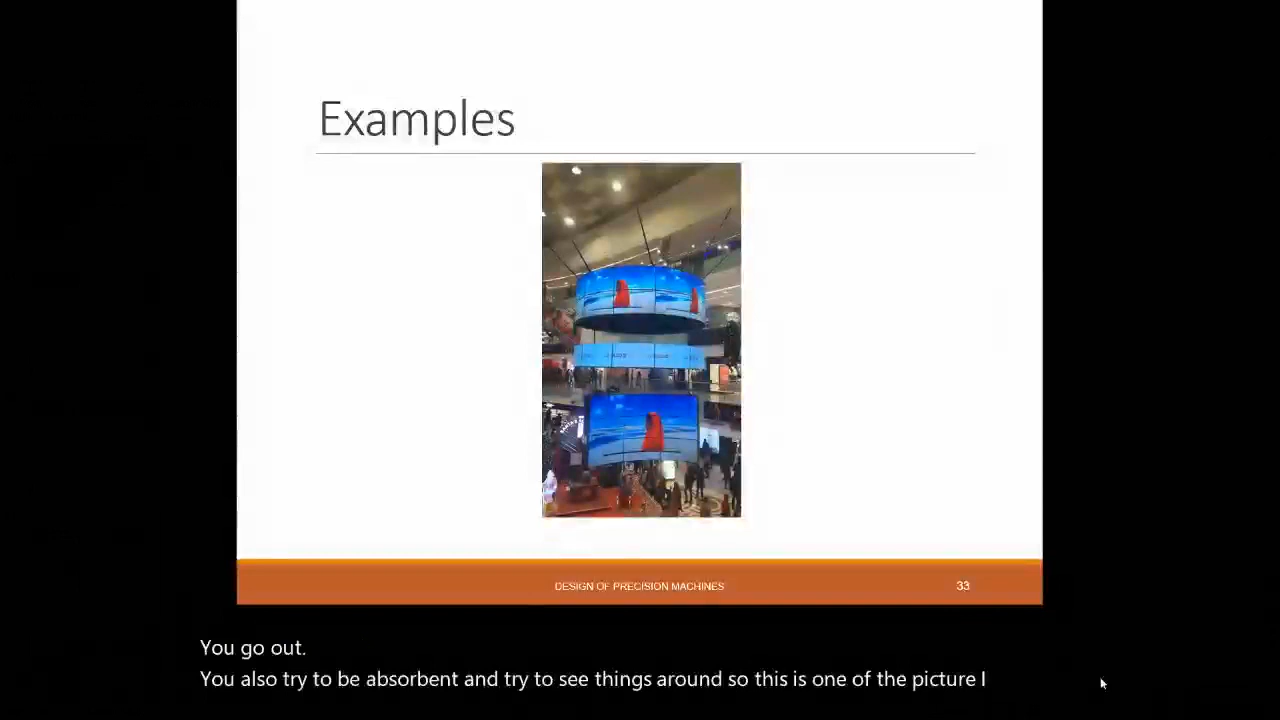 Examples
DESIGN OF PRECISION MACHINES
33
You go out.
You also try to be absorbent and try to see things around so this is one of the picture I